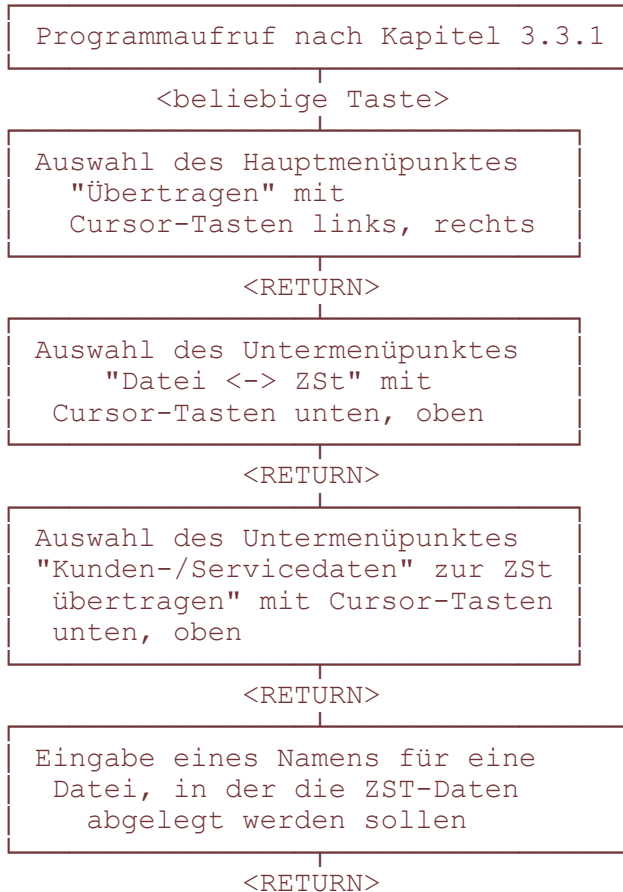 Programmaufruf nach Kapitel 3.3.1
<beliebige Taste>
Auswahl des Hauptmenüpunktes
"Übertragen" mit
Cursor-Tasten links, rechts
<RETURN>
Auswahl des Untermenüpunktes
"Datei <-> ZSt" mit
Cursor-Tasten unten, oben
<RETURN>
Auswahl des Untermenüpunktes
"Kunden-/Servicedaten" zur ZSt
übertragen" mit Cursor-Tasten
unten, oben
<RETURN>
Eingabe eines Namens für eine
Datei, in der die ZST-Daten
abgelegt werden sollen
<RETURN>